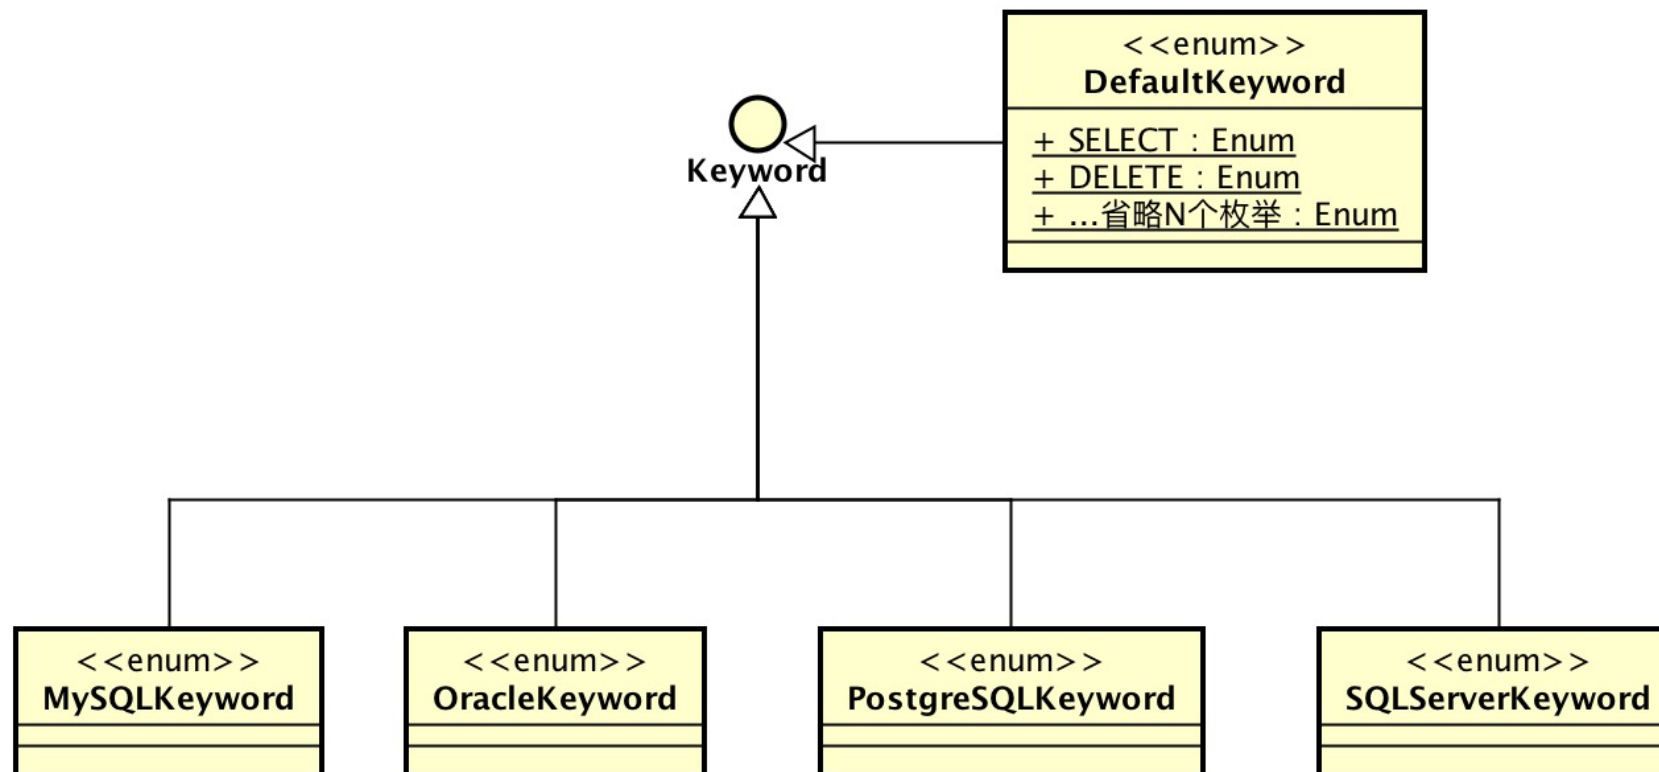 <<enum>>
DefaultKeyword
+ SELECT : Enum
+ DELETE : Enum
+ ...省略N个枚举 : Enum
Keyword
<<enum>>
MySQLKeyword
<<enum>>
OracleKeyword
<<enum>>
PostgreSQLKeyword
<<enum>>
SQLServerKeyword